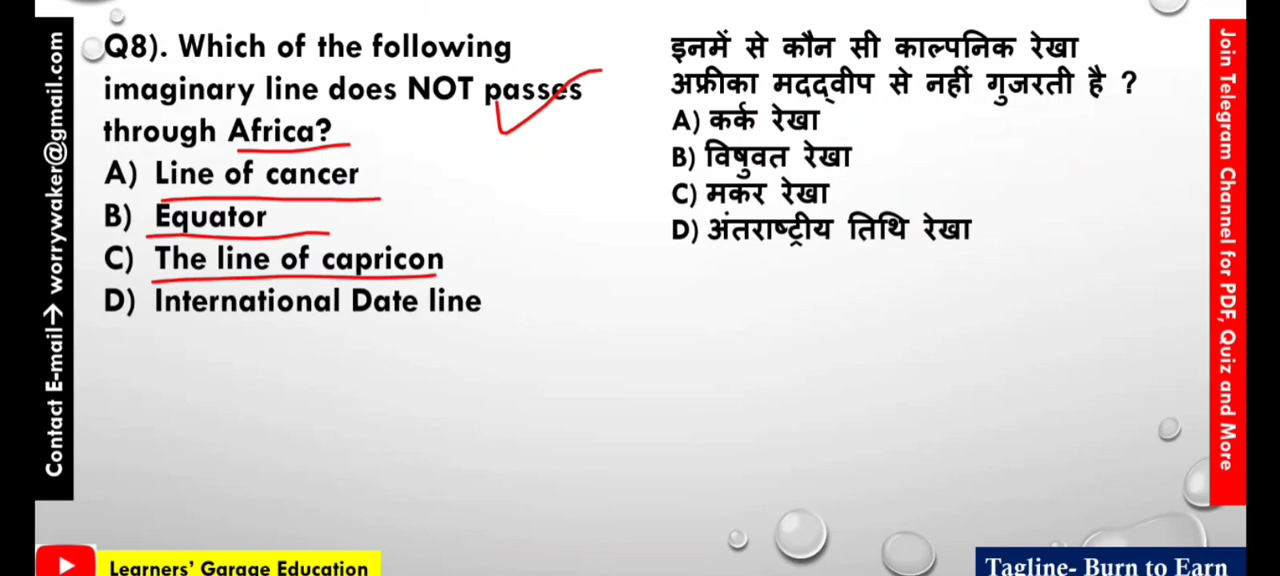 Contact E-mail→ worrywaker@gmail.com
Q8). Which of the following
imaginary line does NOT passes
through Africa?
A) Line of cancer
B) Equator
C) The line of capricon
D) International Date line
इनमें से कौन सी काल्पनिक रेखा
अफ्रीका मदद्वीप से नहीं गुजरती है ?
A) कर्क रेखा
B) विषुवत रेखा
C) मकर रेखा
D) अंतराष्ट्रीय तिथि रेखा
Join Telegram Channel for PDF, Quiz and More
Learners' Garage Education
Tagline- Burn to Earn